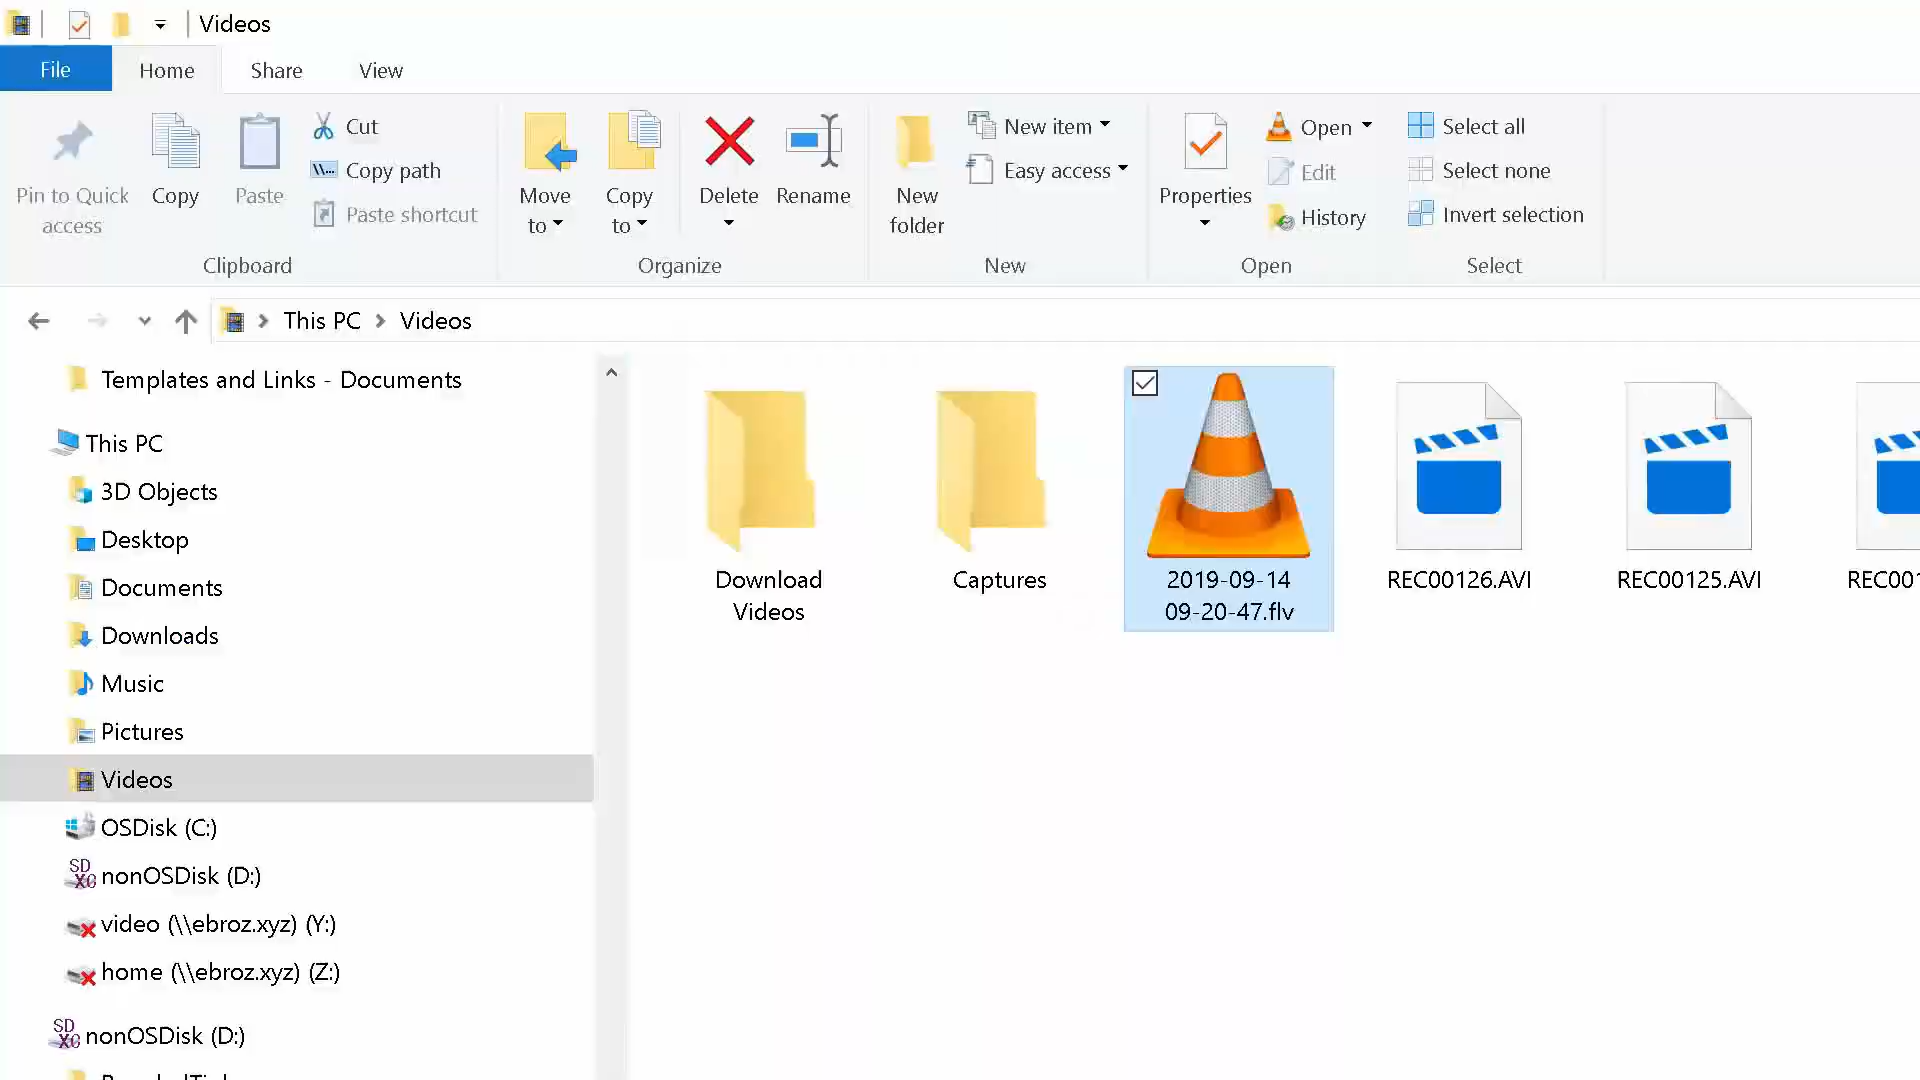 Videos
File
Home
Share
View
Pin to Quick
access
Copy
Paste
Cut
Copy path
Paste shortcut
Clipboard
Move
to
Copy
to
Delete
Rename
Organize
New
folder
New item
Easy access
New
Properties
Open
Edit
History
Open
Select all
Select none
Invert selection
Select
This PC
Videos
Templates and Links - Documents
This PC
3D Objects
Desktop
Documents
Downloads
Music
Pictures
Videos
OSDisk (C:)
SD
XC
nonOSDisk (D:)
video (\\ebroz.xyz) (Y:)
home (\\ebroz.xyz) (Z:)
SD
XC
nonOSDisk (D:)
Download
Videos
Captures
2019-09-14
09-20-47.flv
REC00126.AVI
REC00125.AVI